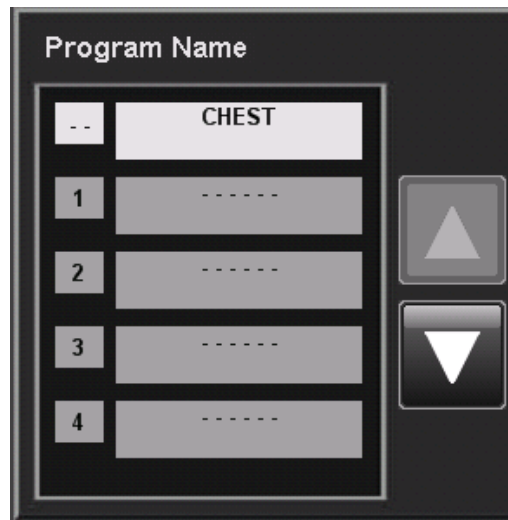 Program Name
- - CHEST
1 - - - - - -
2 - - - - - -
3 - - - - - -
4 - - - - - -